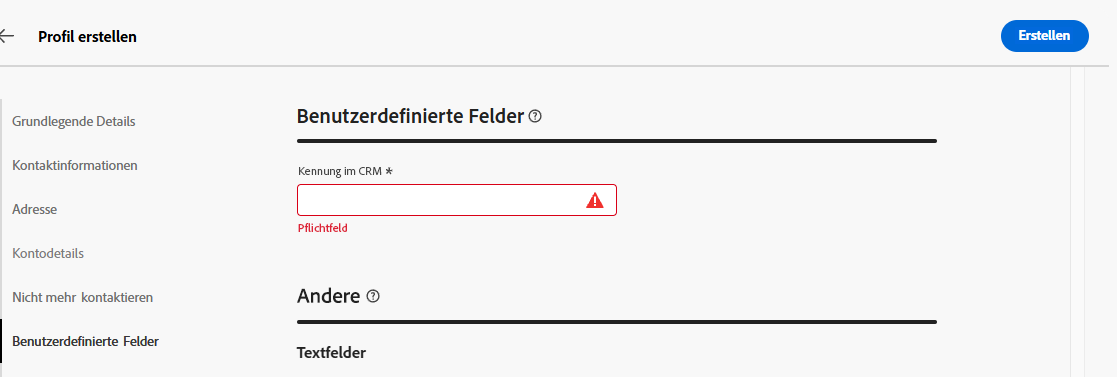 Profil erstellen
Erstellen
Grundlegende Details
Kontaktinformationen
Adresse
Kontodetails
Nicht mehr kontaktieren
Benutzerdefinierte Felder
Benutzerdefinierte Felder
Kennung im CRM *
Pflichtfeld
Andere
Textfelder